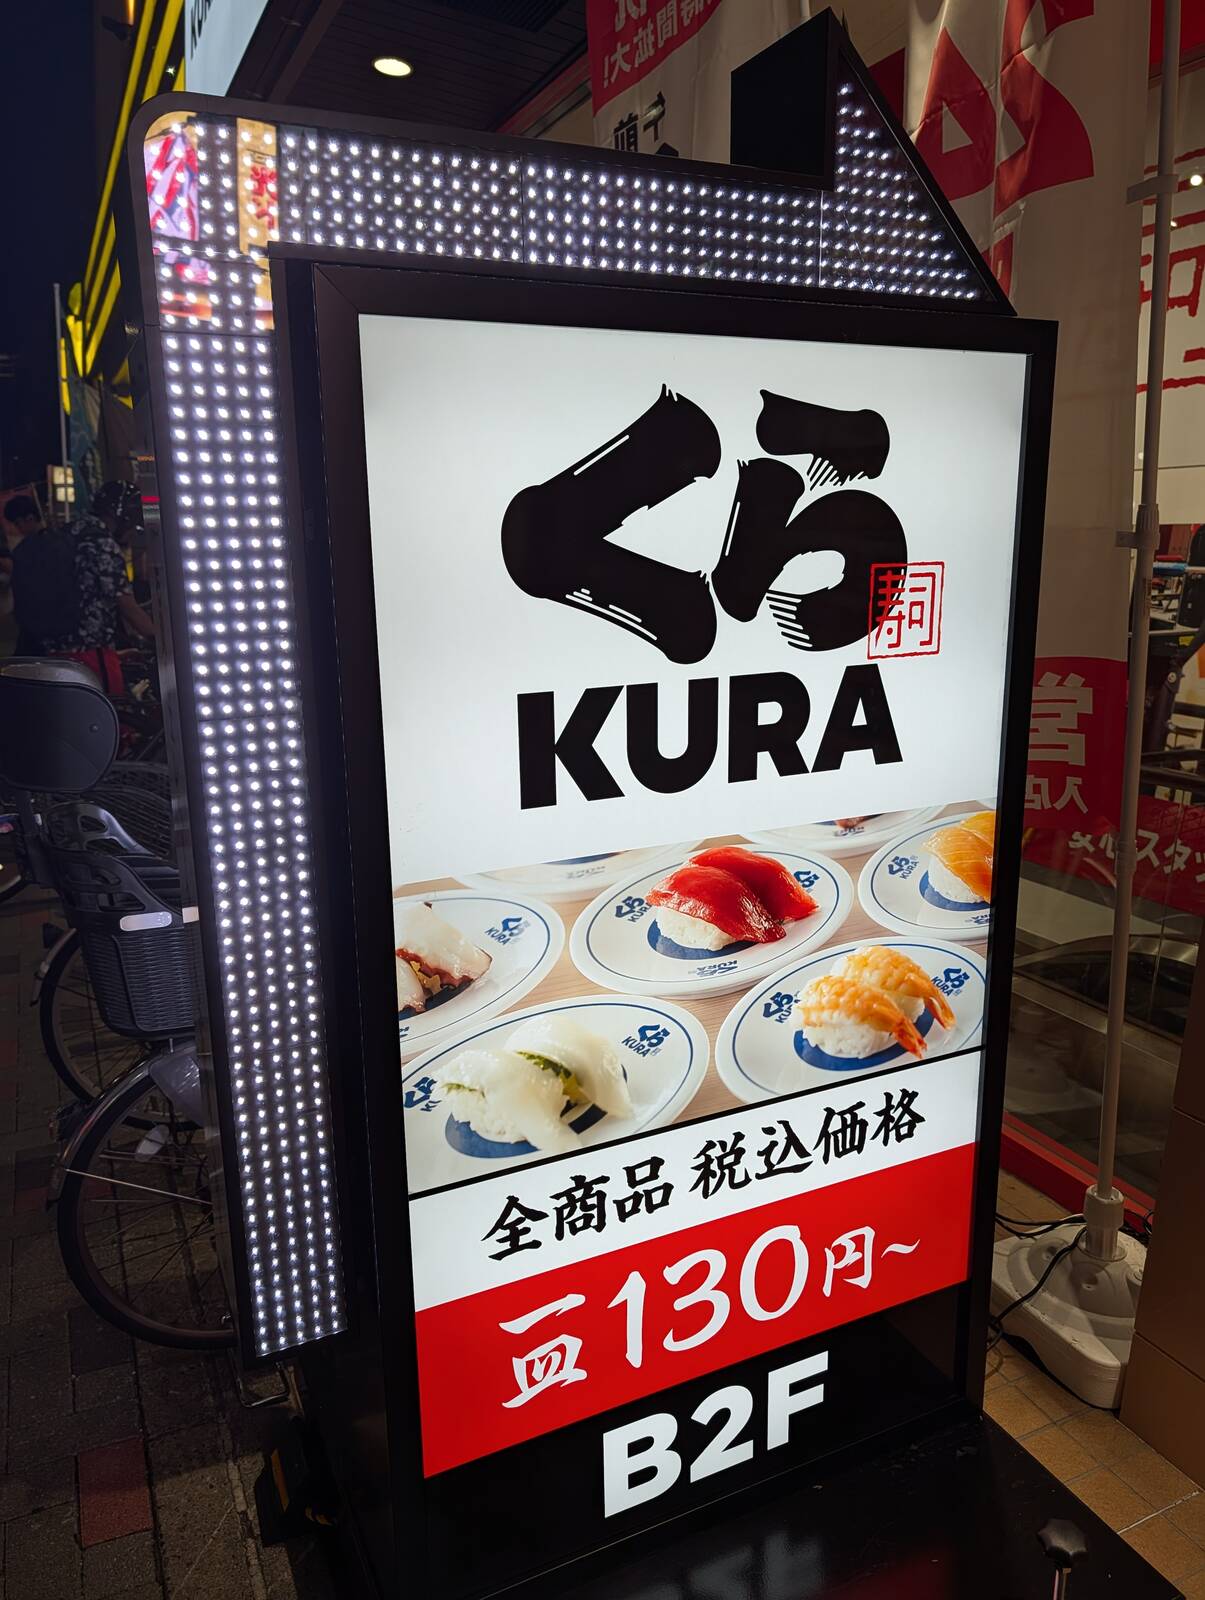 くら
寿司
KURA
全商品 税込価格
一皿130円~
B2F